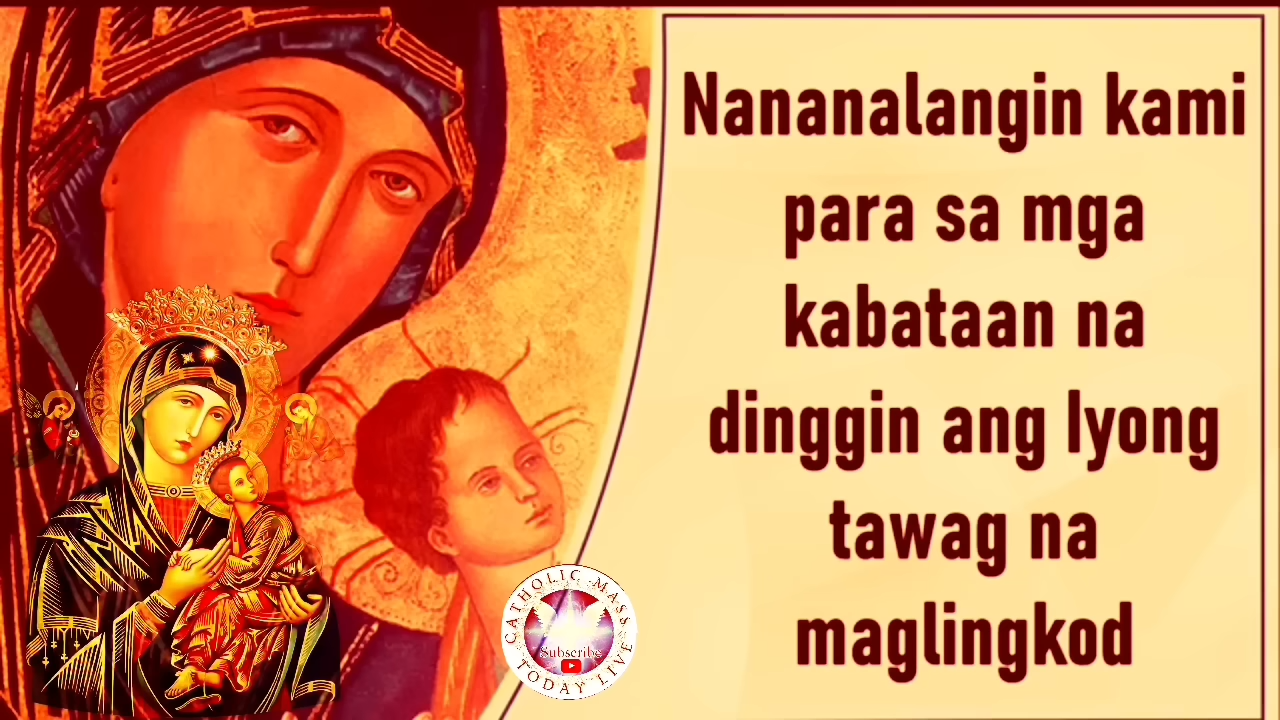 Nananalangin kami
para sa mga
kabataan na
dinggin ang Iyong
tawag na
maglingkod
CATHOLIC MASS
Subscribe
TODAY LIVE